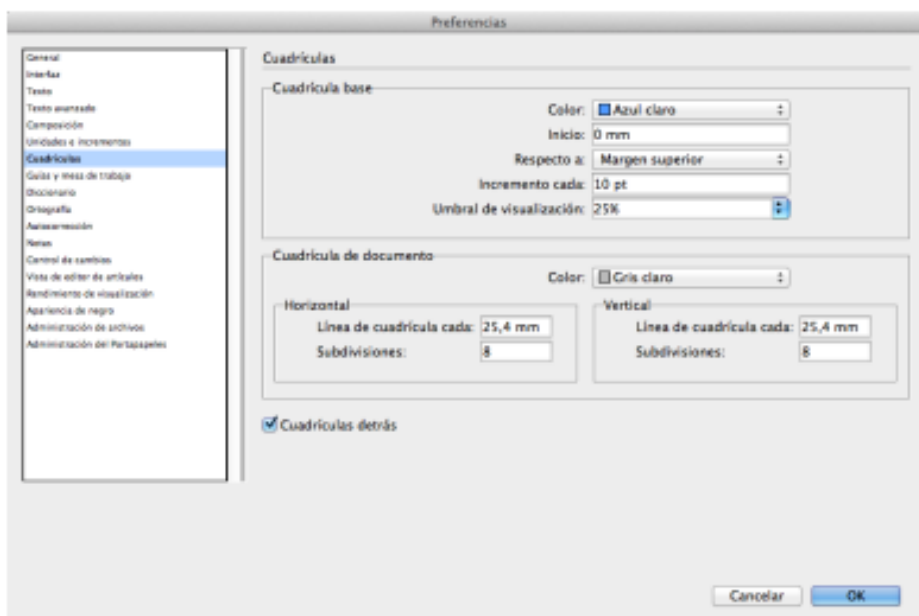 Preferencias
General
Interfaz
Texto
Texto avanzado
Composición
Unidades e incrementos
Cuadrículas
Guías y mesa de trabajo
Diccionario
Ortografía
Autocorrección
Notas
Control de cambios
Vista de editor de artículos
Rendimiento de visualización
Apariencia de negro
Administración de archivos
Administración del Portapapeles
Cuadrículas
Cuadrícula base
Color: Azul claro
Inicio: 0 mm
Respecto a: Margen superior
Incremento cada: 10 pt
Umbral de visualización: 25%
Cuadrícula de documento
Color: Gris claro
Horizontal
Línea de cuadrícula cada: 25,4 mm
Subdivisiones: 8
Vertical
Línea de cuadrícula cada: 25,4 mm
Subdivisiones: 8
Cuadrículas detrás
Cancelar OK